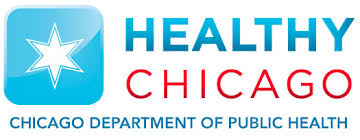 HEALTHY
CHICAGO
CHICAGO DEPARTMENT OF PUBLIC HEALTH